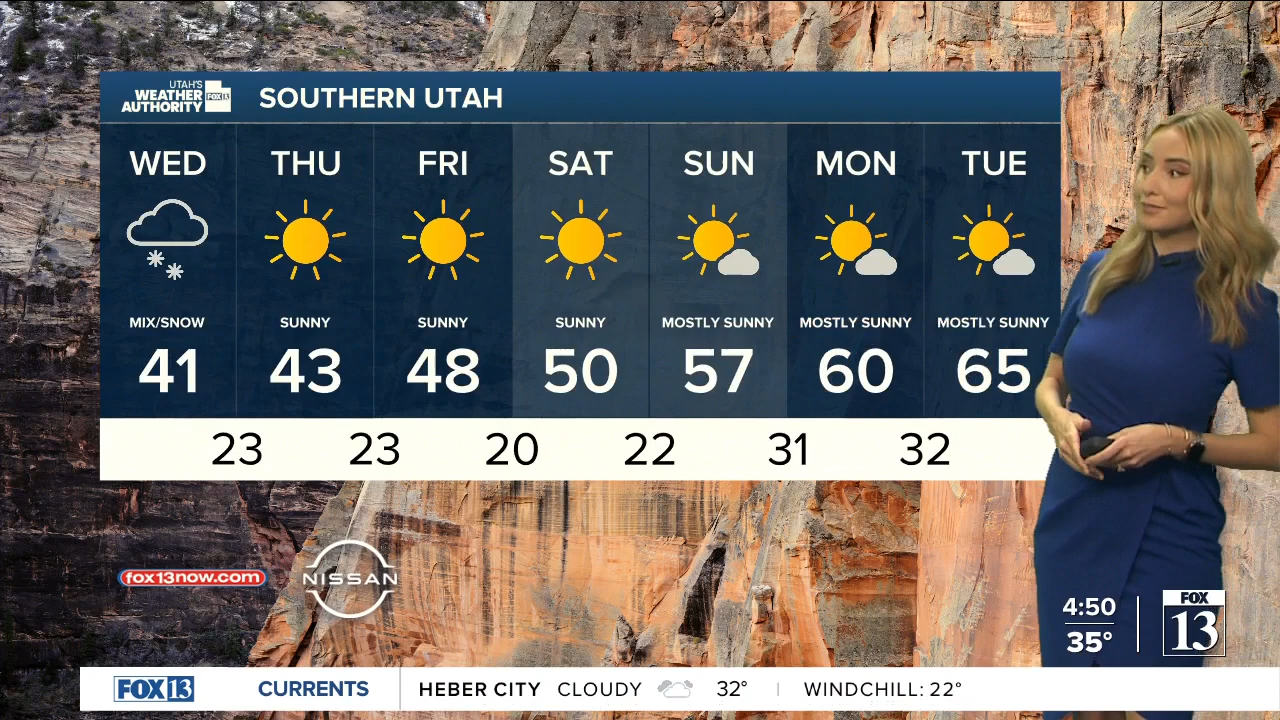 UTAH'S
WEATHER
AUTHORITY FOX 13
SOUTHERN UTAH
WED THU FRI SAT SUN MON TUE
MIX/SNOW SUNNY SUNNY SUNNY MOSTLY SUNNY MOSTLY SUNNY MOSTLY SUNNY
41 43 48 50 57 60 65
23 23 20 22 31 32
fox13now.com
NISSAN
4:50
35°
FOX
13
FOX 13 CURRENTS HEBER CITY CLOUDY 32° WINDCHILL: 22°